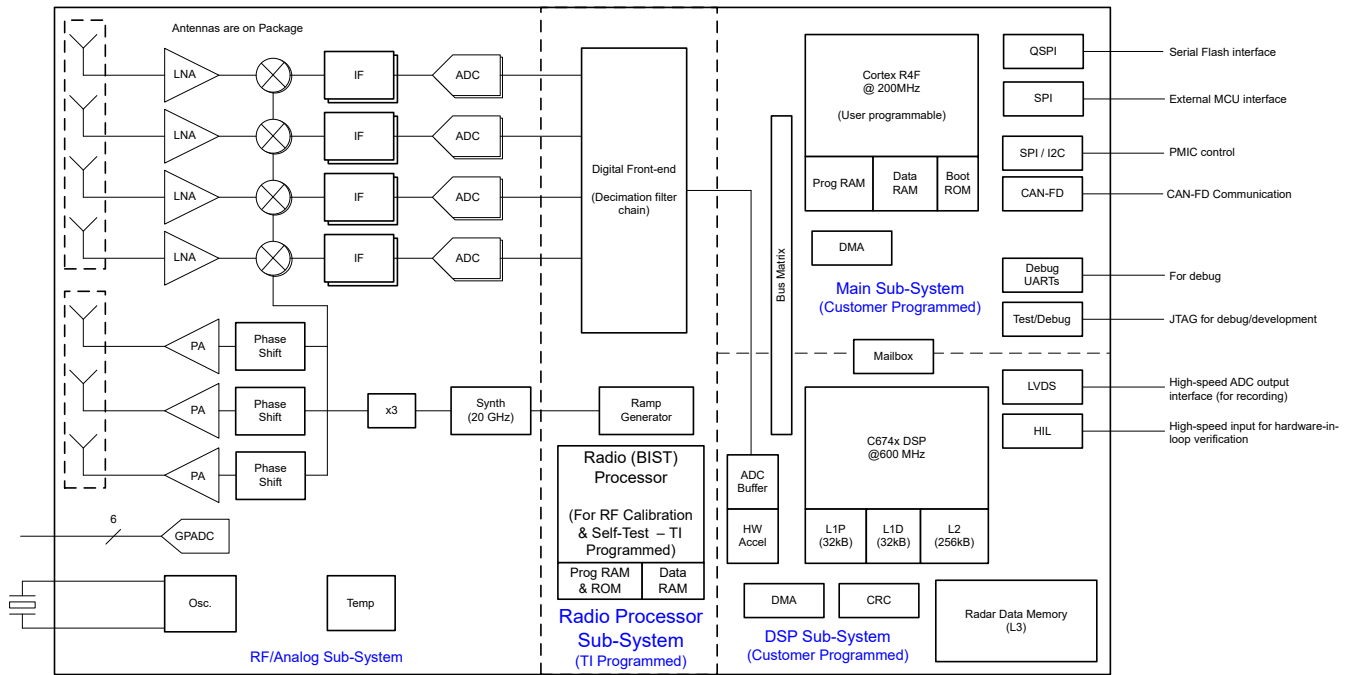 Antennas are on Package
LNA
IF
ADC
LNA
IF
ADC
LNA
IF
ADC
LNA
IF
ADC
PA
Phase
Shift
PA
Phase
Shift
PA
Phase
Shift
x3
Synth
(20 GHz)
6
GPADC
Osc.
Temp
RF/Analog Sub-System
Digital Front-end
(Decimation filter
chain)
Ramp
Generator
Radio (BIST)
Processor
(For RF Calibration
& Self-Test – TI
Programmed)
Prog RAM
& ROM
Data
RAM
Radio Processor
Sub-System
(TI Programmed)
Bus Matrix
Cortex R4F
@ 200MHz
(User programmable)
Prog RAM
Data
RAM
Boot
ROM
DMA
Main Sub-System
(Customer Programmed)
QSPI
Serial Flash interface
SPI
External MCU interface
SPI / I2C
PMIC control
CAN-FD
CAN-FD Communication
Debug
UARTs
For debug
Test/Debug
JTAG for debug/development
Mailbox
LVDS
High-speed ADC output
interface (for recording)
HIL
High-speed input for hardware-in-
loop verification
C674x DSP
@600 MHz
L1P
(32kB)
L1D
(32kB)
L2
(256kB)
ADC
Buffer
HW
Accel
DMA
CRC
Radar Data Memory
(L3)
DSP Sub-System
(Customer Programmed)